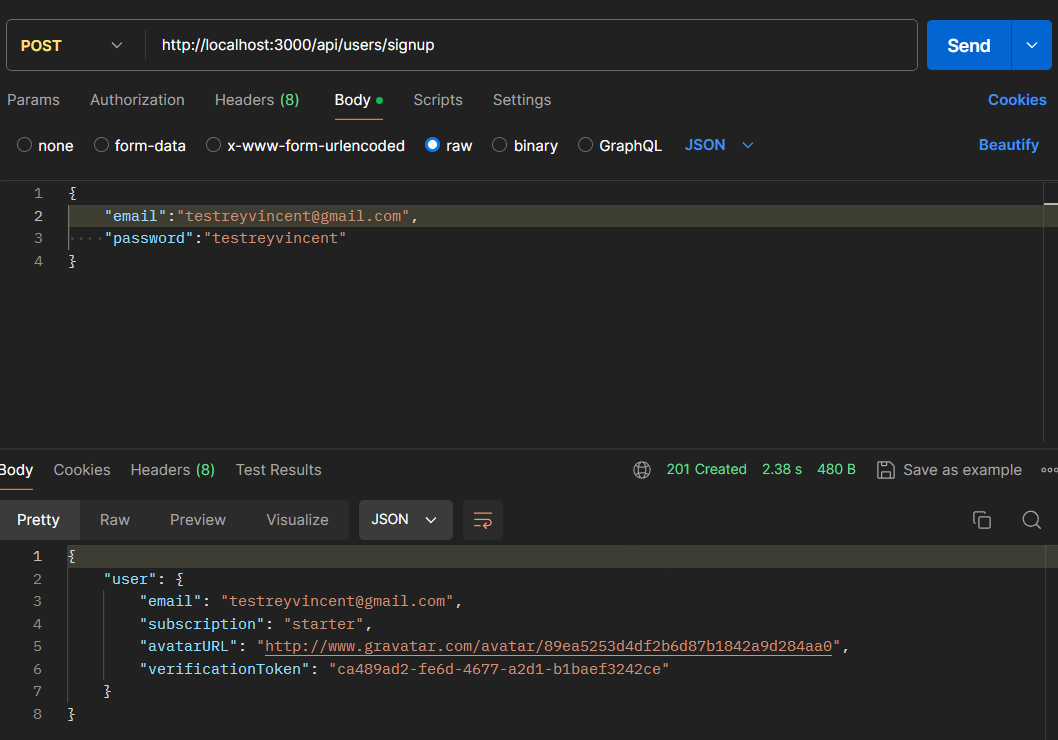 POST http://localhost:3000/api/users/signup Send
Params Authorization Headers (8) Body Scripts Settings Cookies
none form-data x-www-form-urlencoded raw binary GraphQL JSON Beautify
1 {
2 "email":"testreyvincent@gmail.com",
3 "password":"testreyvincent"
4 }
Body Cookies Headers (8) Test Results 201 Created 2.38 s 480 B Save as example
Pretty Raw Preview Visualize JSON
1 {
2 "user": {
3 "email": "testreyvincent@gmail.com",
4 "subscription": "starter",
5 "avatarURL": "http://www.gravatar.com/avatar/89ea5253d4df2b6d87b1842a9d284aa0",
6 "verificationToken": "ca489ad2-fe6d-4677-a2d1-b1baef3242ce"
7 }
8 }